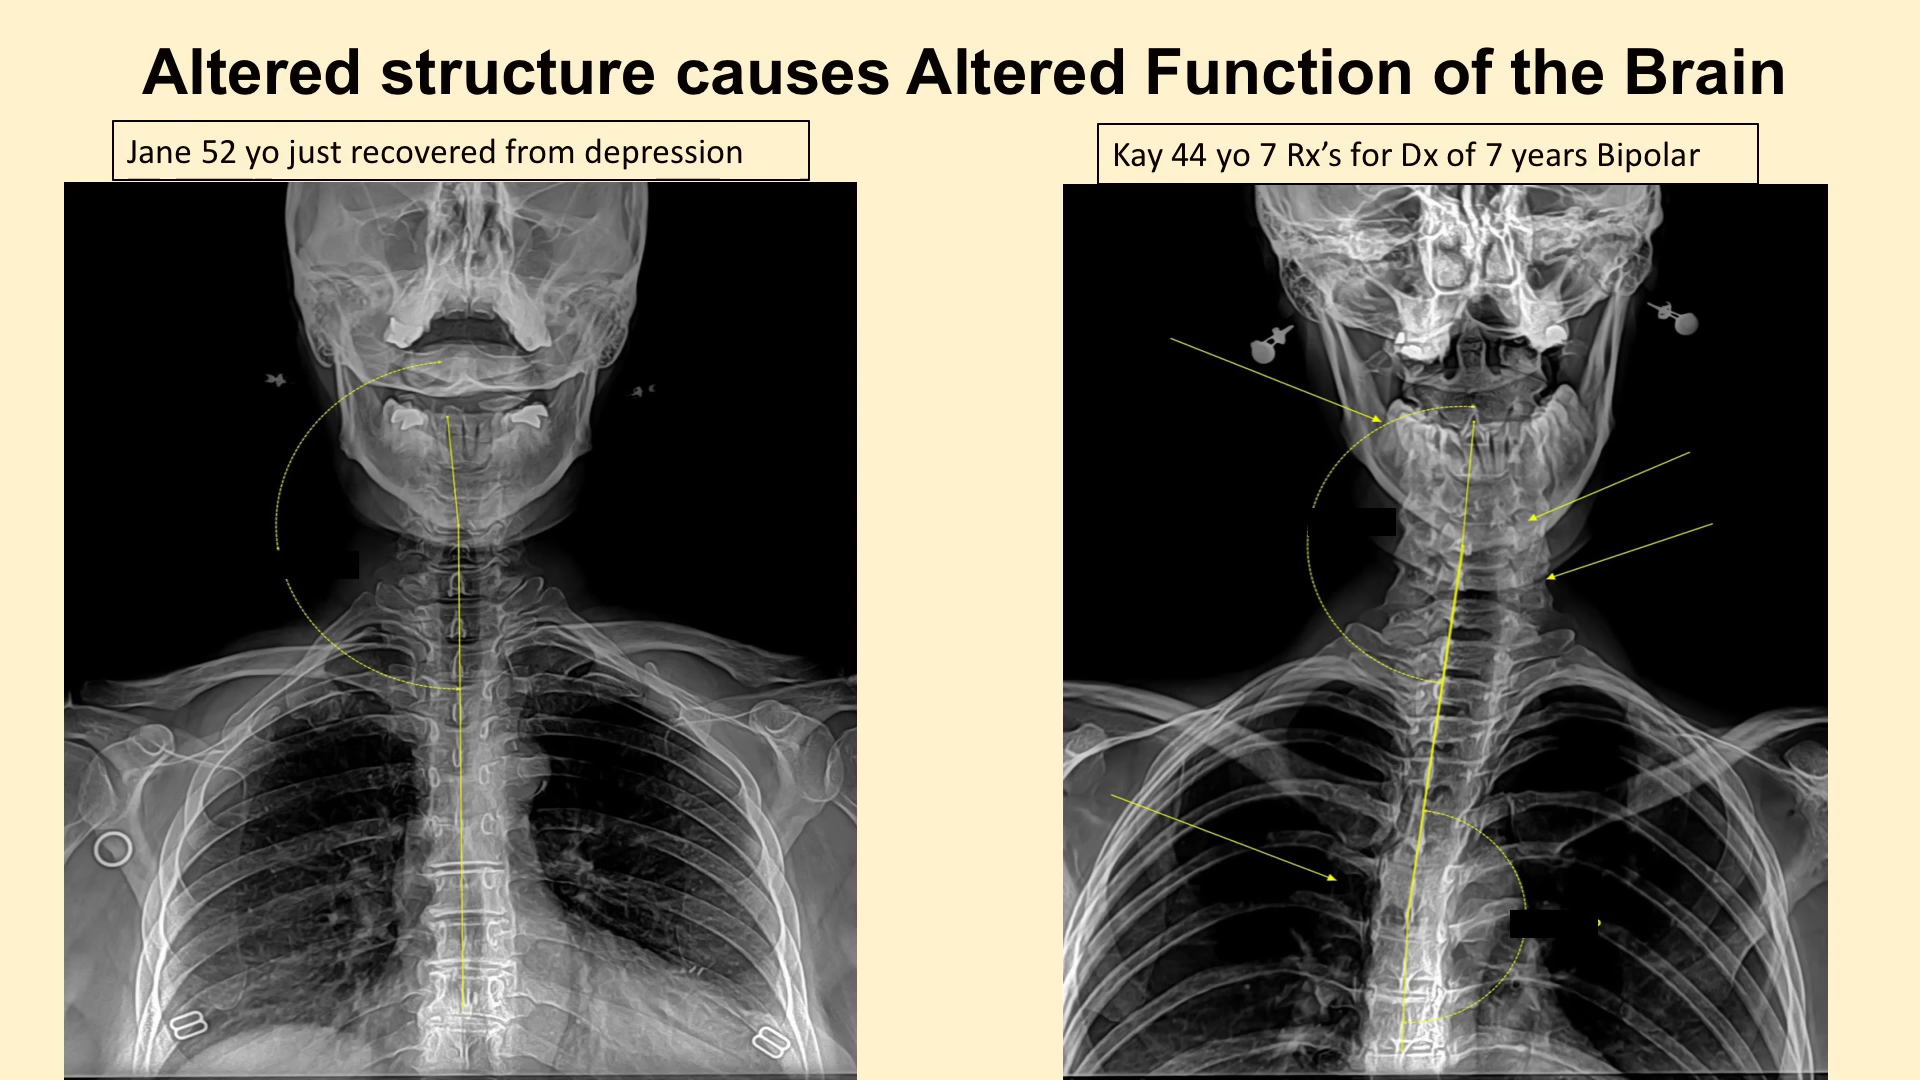 Altered structure causes Altered Function of the Brain
Jane 52 yo just recovered from depression
Kay 44 yo 7 Rx’s for Dx of 7 years Bipolar